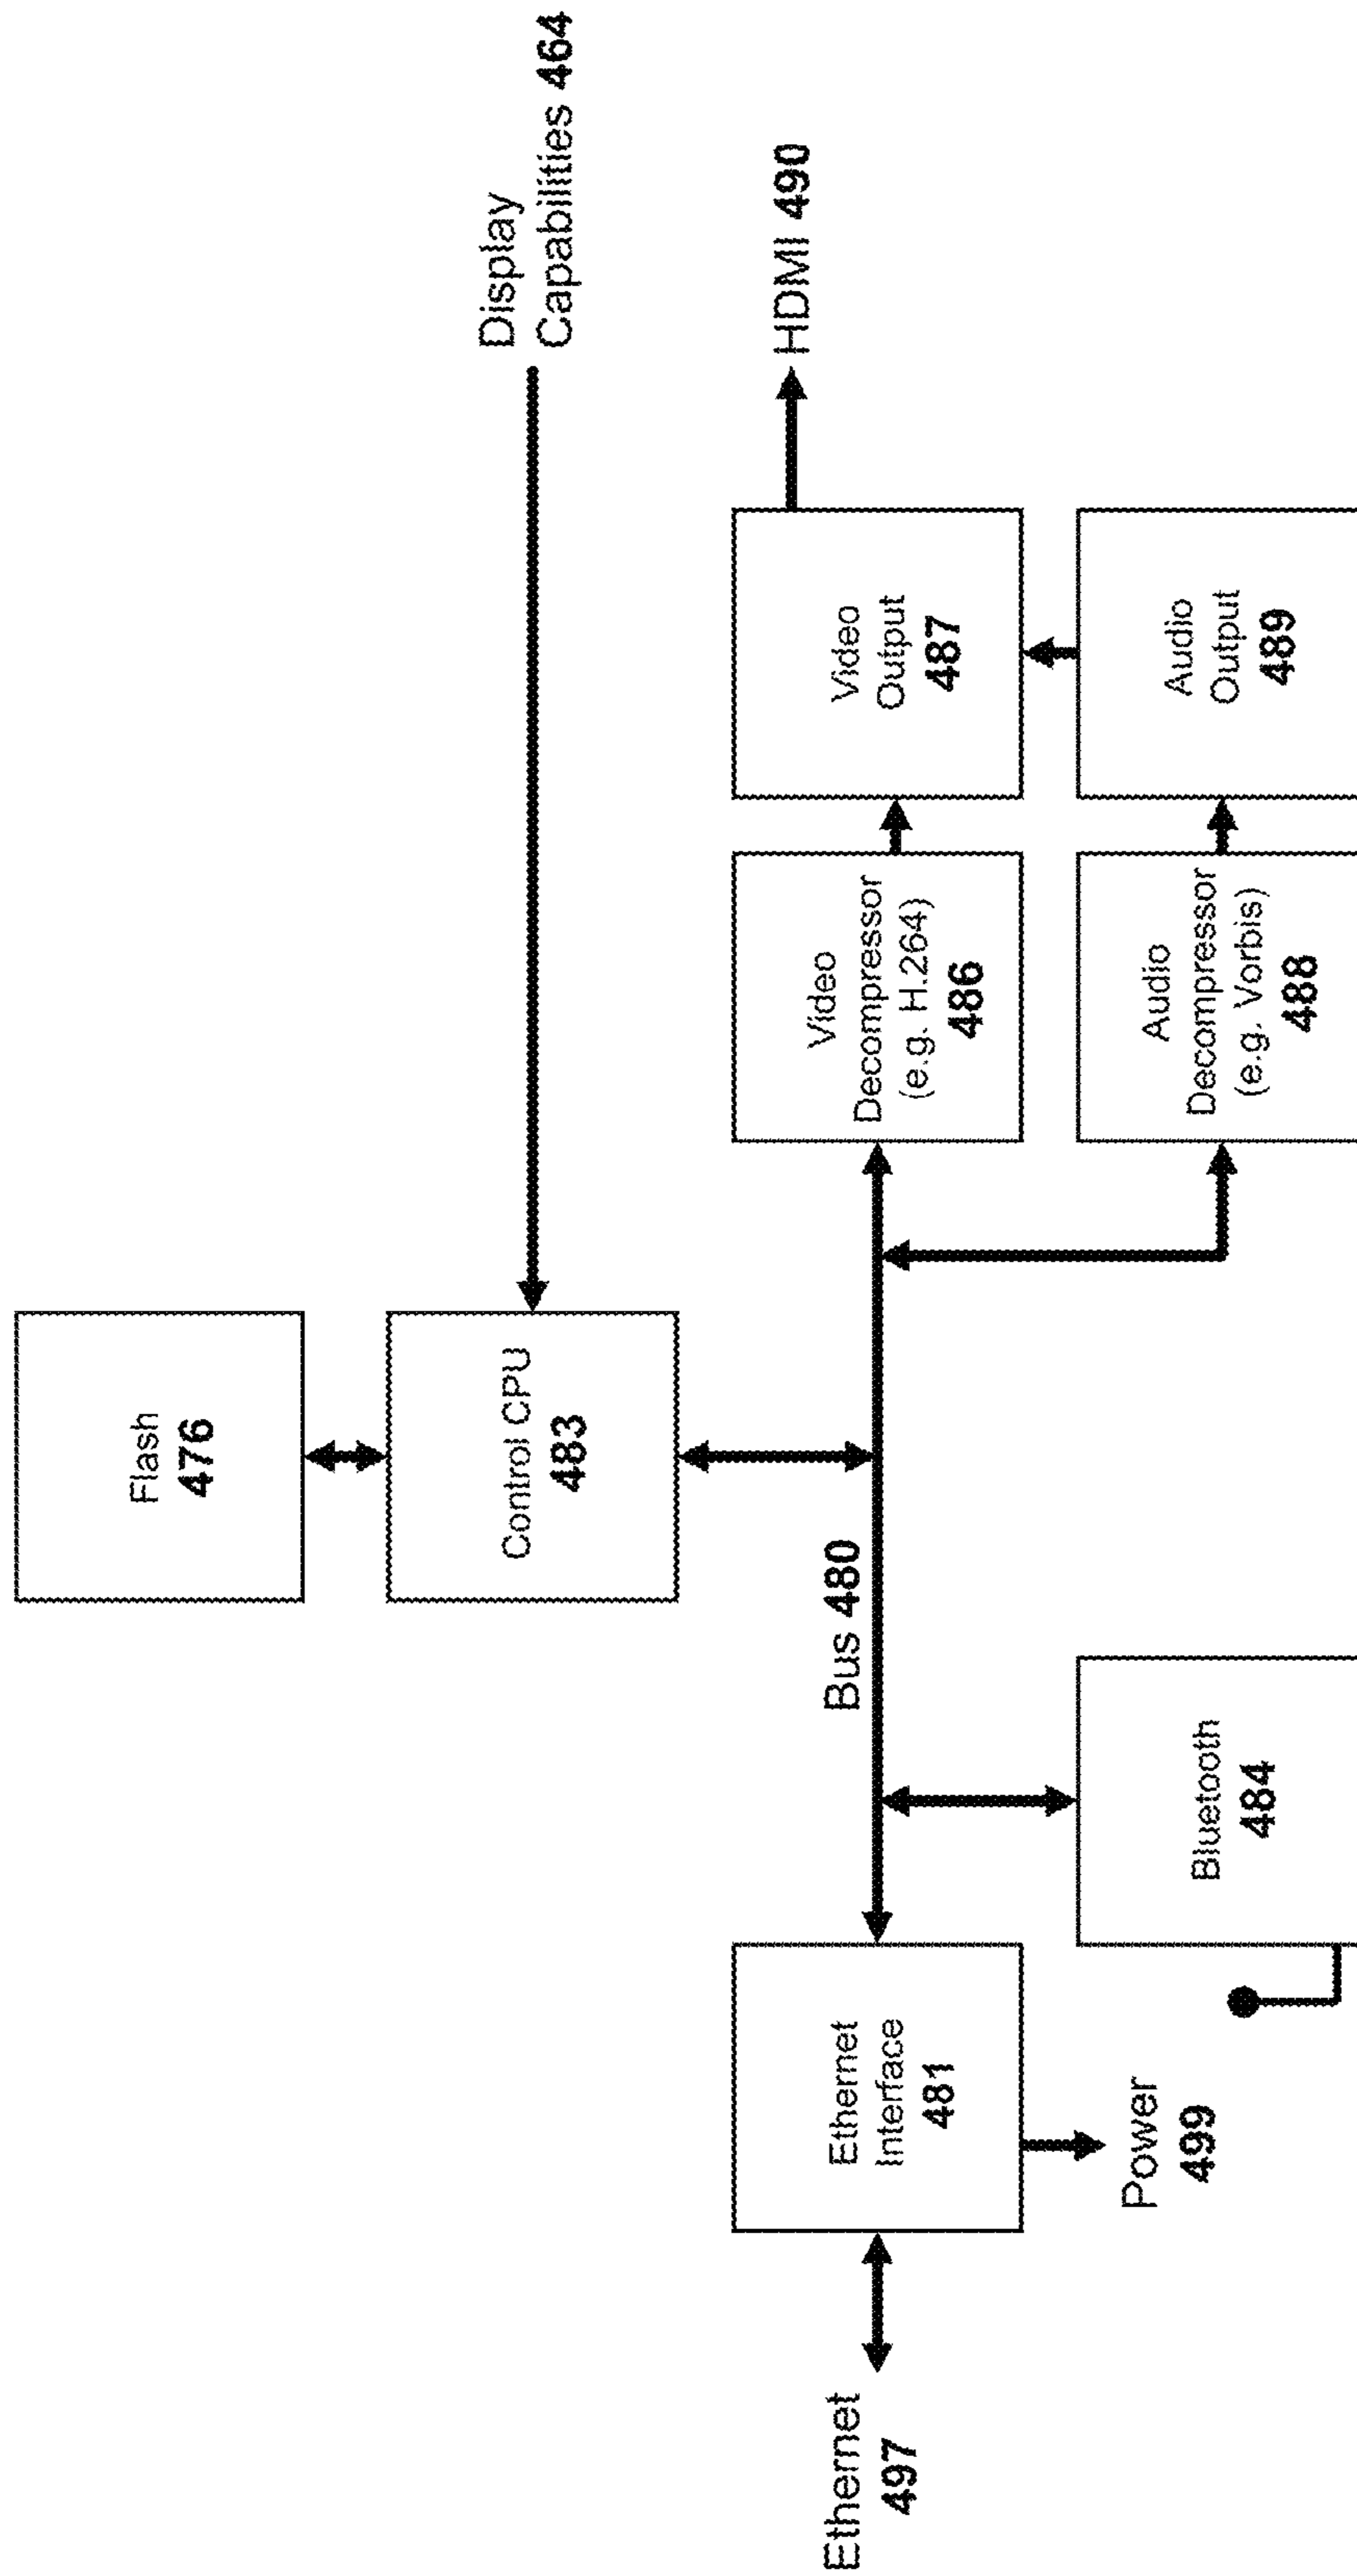 Flash
476
Control CPU
483
Display
Capabilities 464
Ethernet
497
Ethernet
Interface
481
Bus 480
Video
Decompressor
(e.g. H.264)
486
Video
Output
487
HDMI 490
Power
499
Bluetooth
484
Audio
Decompressor
(e.g. Vorbis)
488
Audio
Output
489